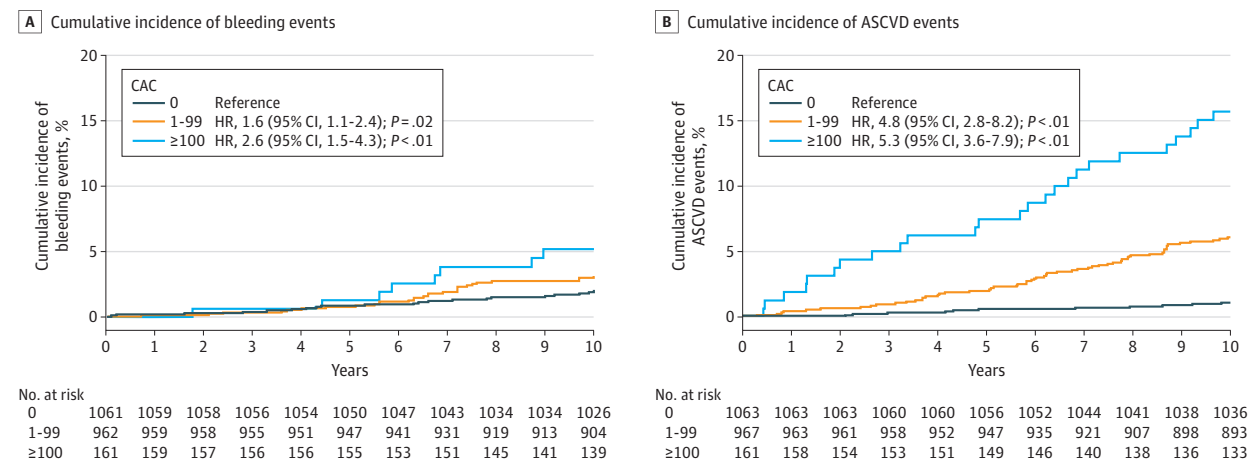 A Cumulative incidence of bleeding events
Cumulative incidence of
bleeding events, %
20
15
10
5
0
CAC
0 Reference
1-99 HR, 1.6 (95% CI, 1.1-2.4); P = .02
≥100 HR, 2.6 (95% CI, 1.5-4.3); P < .01
0 1 2 3 4 5 6 7 8 9 10
Years
No. at risk
0 1061 1059 1058 1056 1054 1050 1047 1043 1034 1034 1026
1-99 962 959 958 955 951 947 941 931 919 913 904
≥100 161 159 157 156 156 155 153 151 145 141 139
B Cumulative incidence of ASCVD events
Cumulative incidence of
ASCVD events, %
20
15
10
5
0
CAC
0 Reference
1-99 HR, 4.8 (95% CI, 2.8-8.2); P < .01
≥100 HR, 5.3 (95% CI, 3.6-7.9); P < .01
0 1 2 3 4 5 6 7 8 9 10
Years
No. at risk
0 1063 1063 1063 1060 1060 1056 1052 1044 1041 1038 1036
1-99 967 963 961 958 952 947 935 921 907 898 893
≥100 161 158 154 153 151 149 146 140 138 136 133